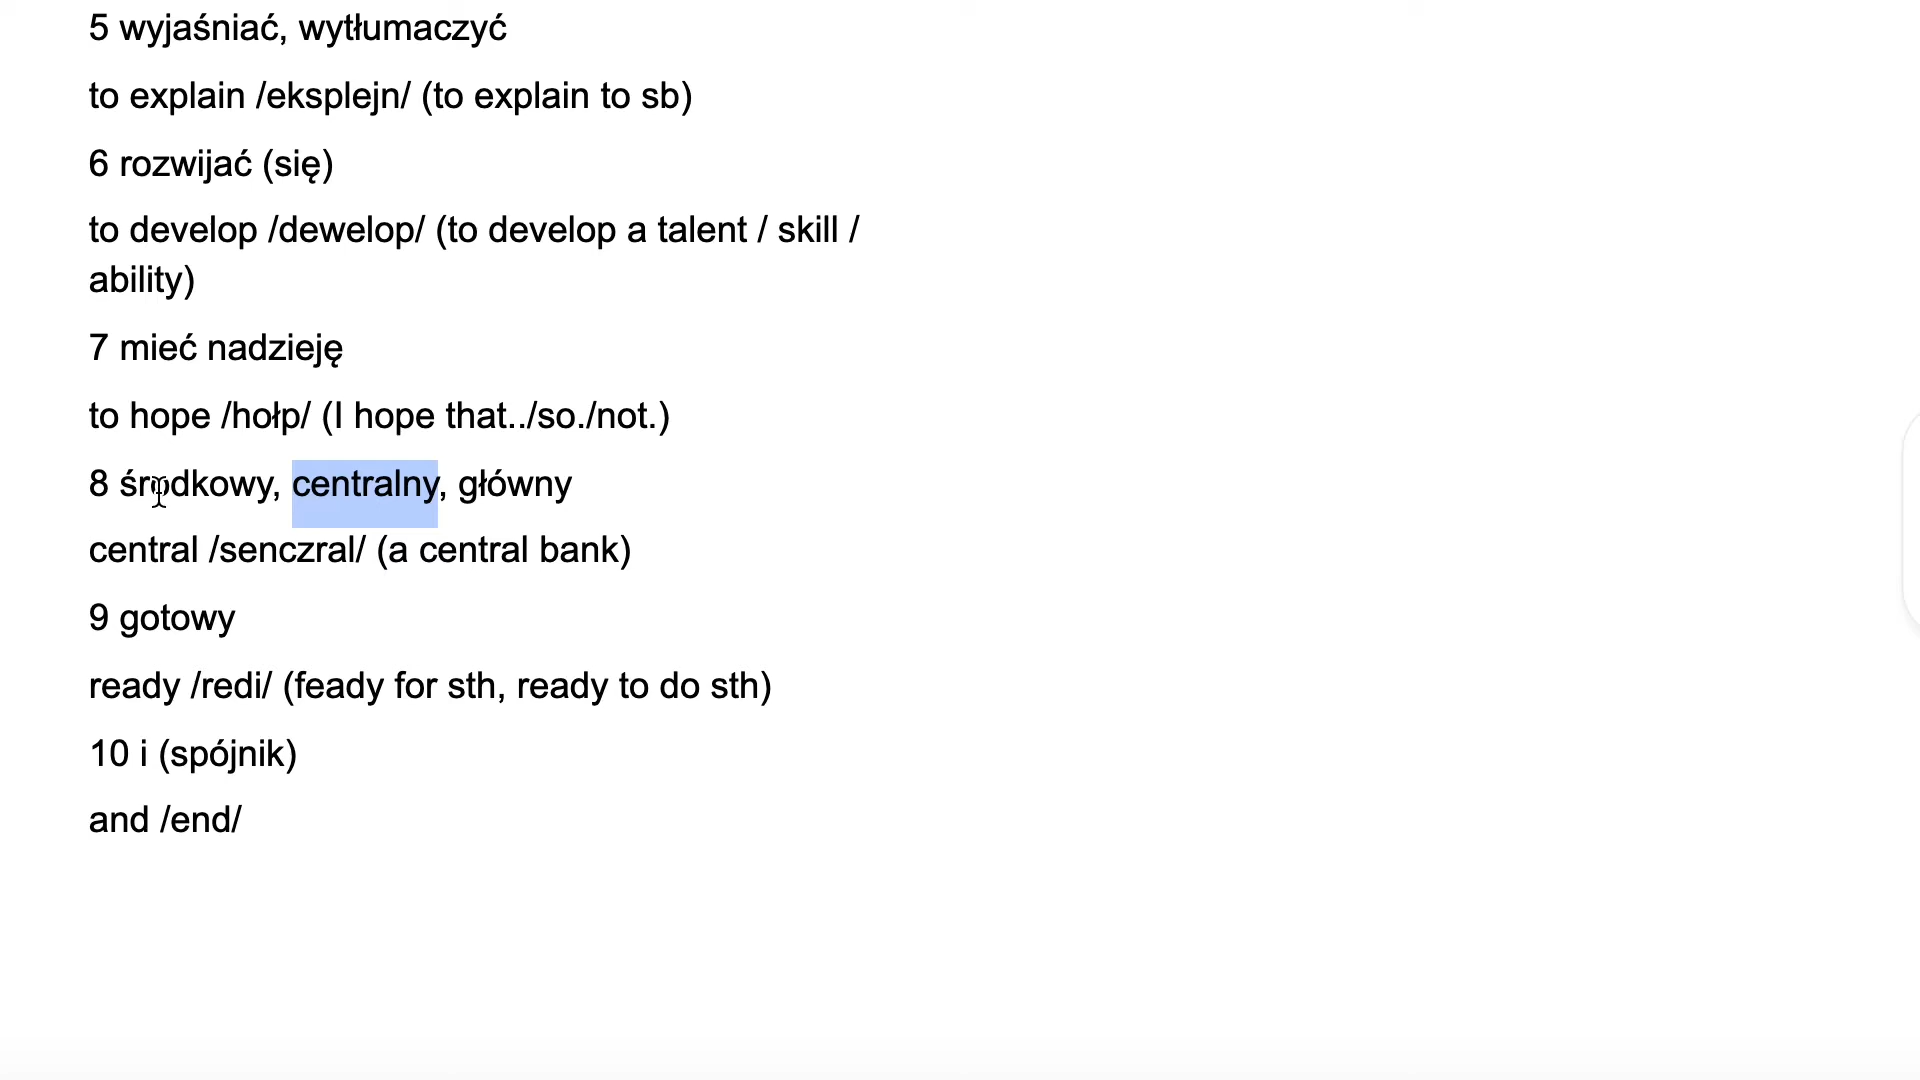 5 wyjaśniać, wytłumaczyć
to explain /eksplejn/ (to explain to sb)
6 rozwijać (się)
to develop /dewelop/ (to develop a talent / skill /
ability)
7 mieć nadzieję
to hope /hołp/ (I hope that../so./not.)
8 środkowy, centralny, główny
central /senczral/ (a central bank)
9 gotowy
ready /redi/ (feady for sth, ready to do sth)
10 i (spójnik)
and /end/